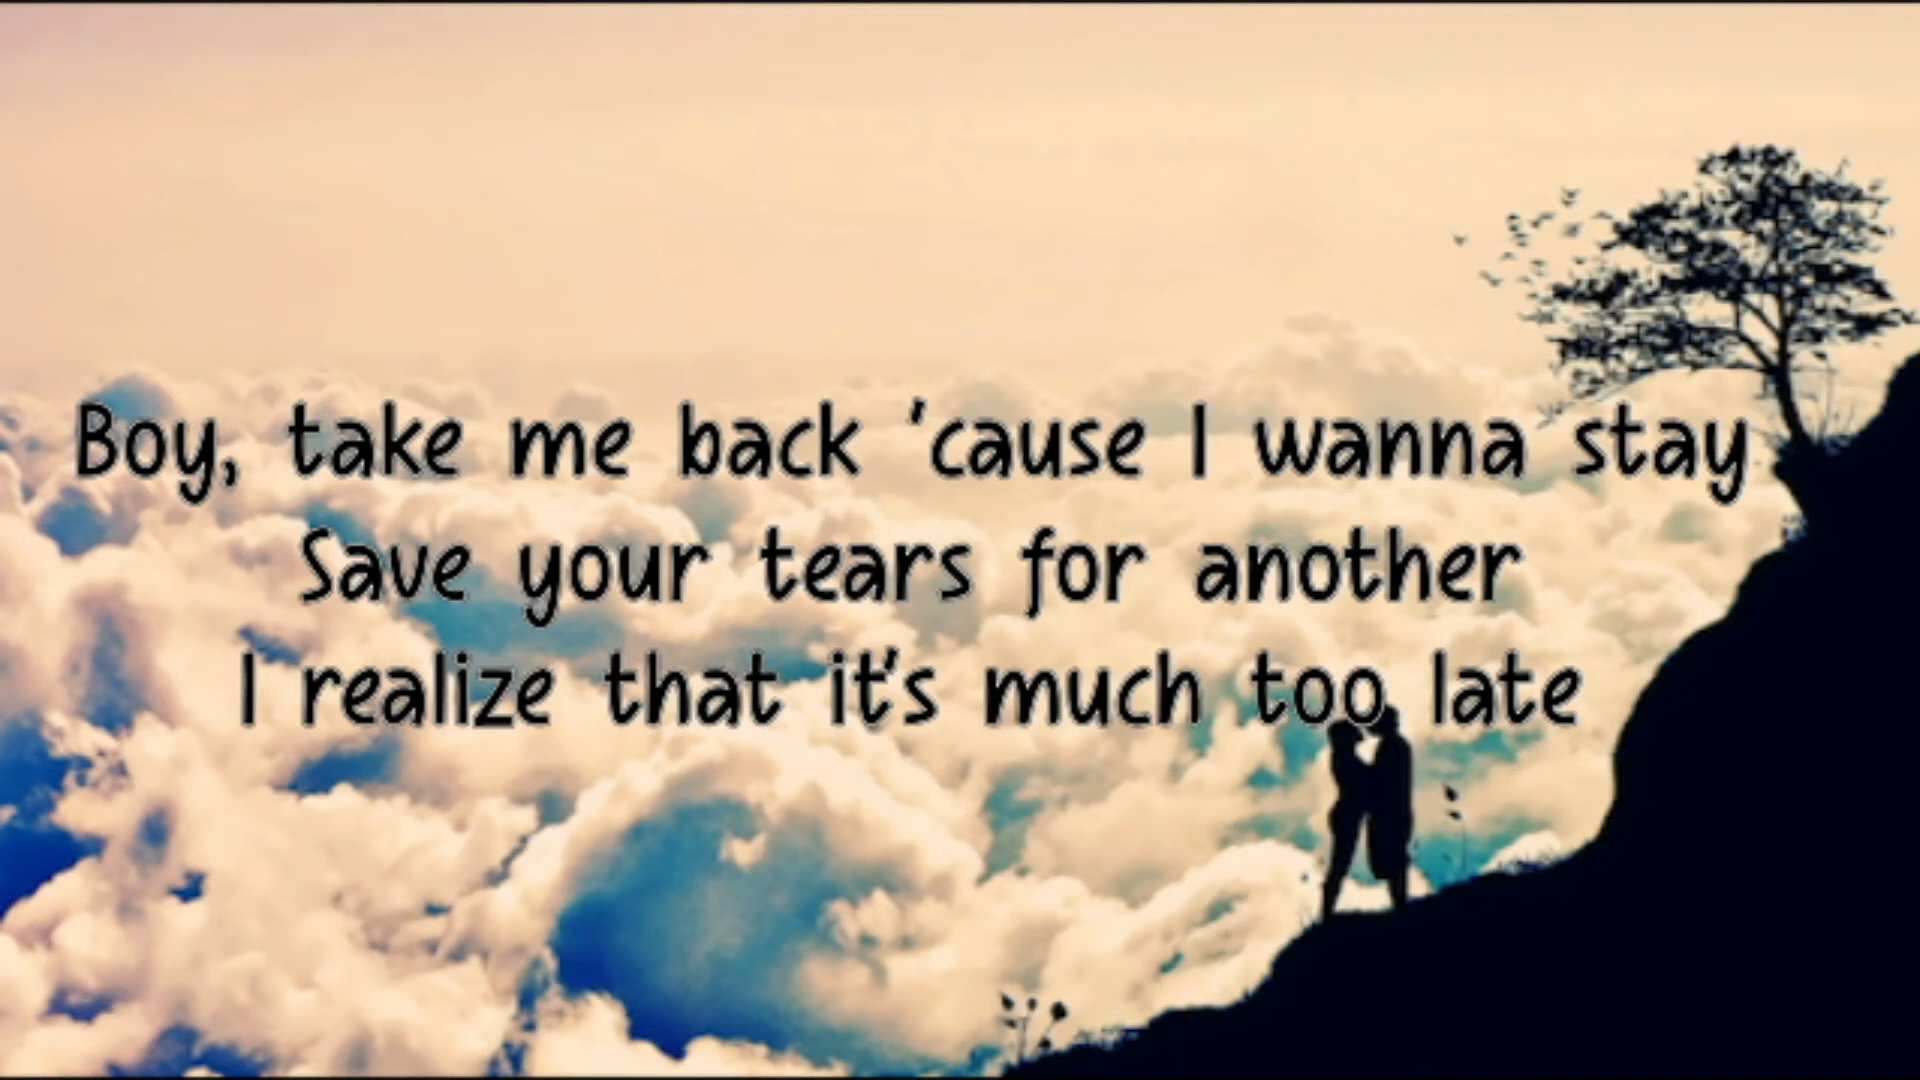 Boy, take me back 'cause I wanna stay
Save your tears for another
I realize that it's much too late